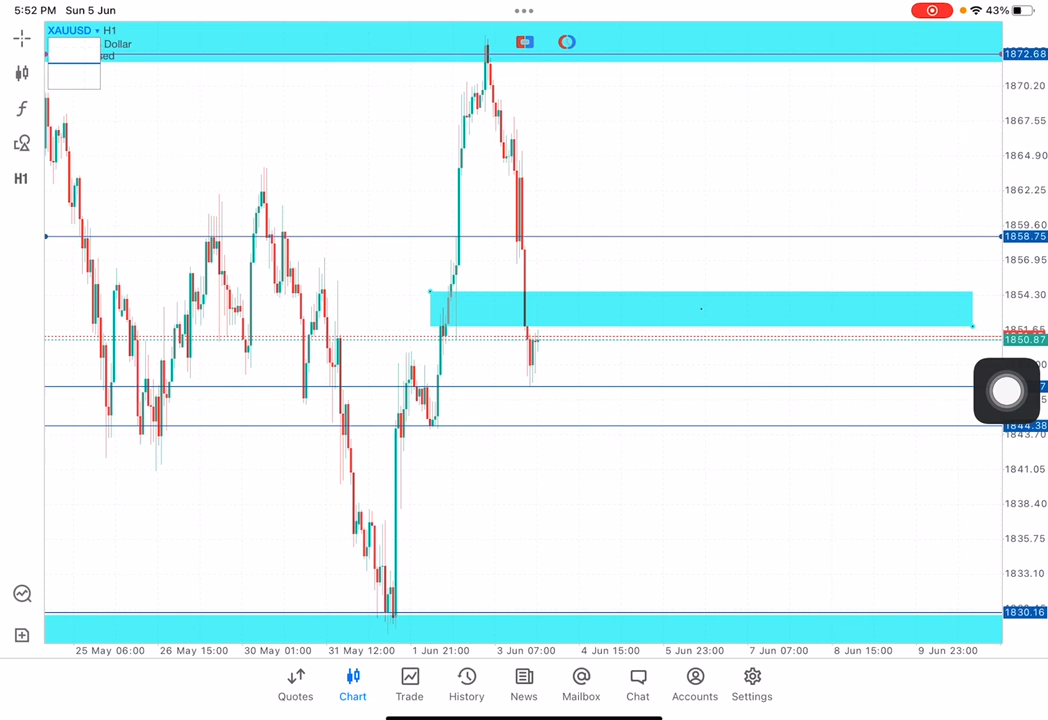 5:52 PM Sun 5 Jun
43%
XAUUSD H1
Dollar
ed
1872.68
1870.20
1867.55
1864.90
H1
1862.25
1859.60
1858.75
1856.95
1854.30
1851.65
1850.87
1844.38
1843.70
1841.05
1838.40
1835.75
1833.10
1830.16
25 May 06:00 26 May 15:00 30 May 01:00 31 May 12:00 1 Jun 21:00 3 Jun 07:00 4 Jun 15:00 5 Jun 23:00 7 Jun 07:00 8 Jun 15:00 9 Jun 23:00
Quotes Chart Trade History News Mailbox Chat Accounts Settings